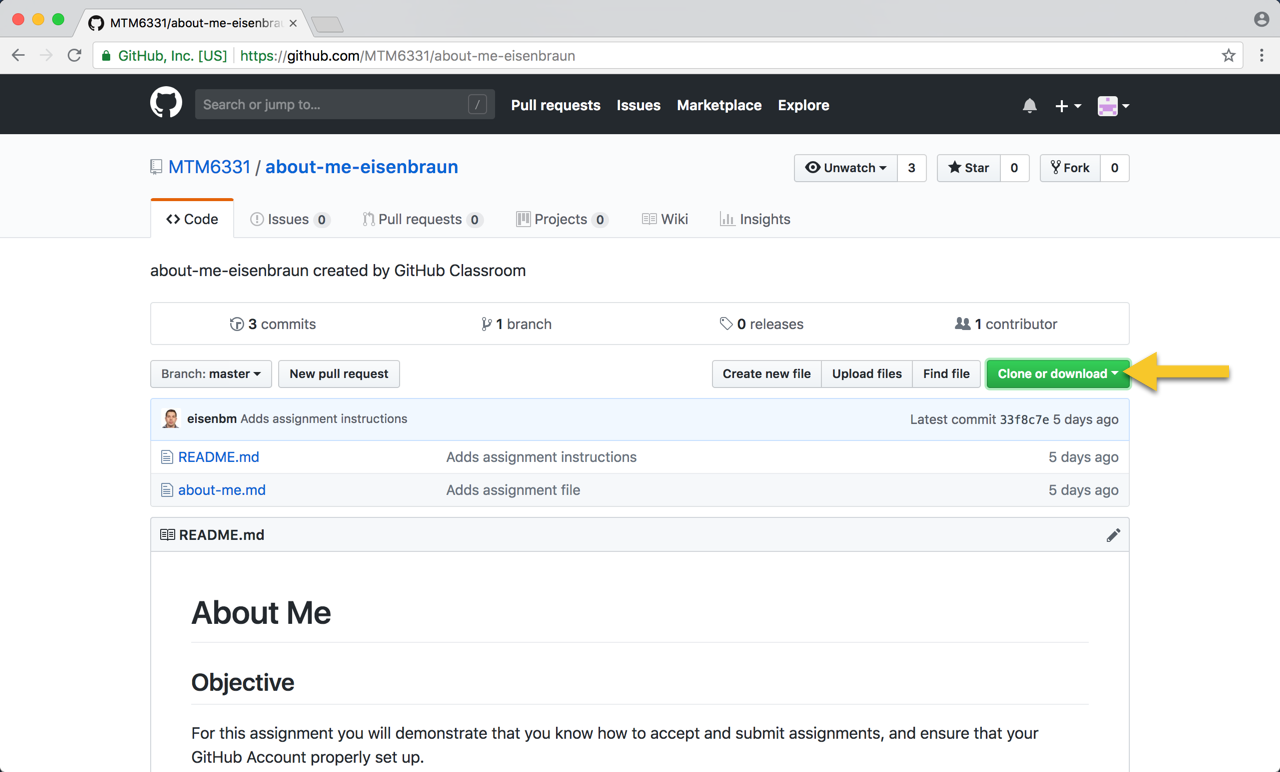 MTM6331/about-me-eisenbra
GitHub, Inc. [US] https://github.com/MTM6331/about-me-eisenbraun
Search or jump to... / Pull requests Issues Marketplace Explore
MTM6331 / about-me-eisenbraun Unwatch 3 Star 0 Fork 0
Code Issues 0 Pull requests 0 Projects 0 Wiki Insights
about-me-eisenbraun created by GitHub Classroom
3 commits 1 branch 0 releases 1 contributor
Branch: master New pull request Create new file Upload files Find file Clone or download
eisenbm Adds assignment instructions Latest commit 33f8c7e 5 days ago
README.md Adds assignment instructions 5 days ago
about-me.md Adds assignment file 5 days ago
README.md
About Me
Objective
For this assignment you will demonstrate that you know how to accept and submit assignments, and ensure that your
GitHub Account properly set up.